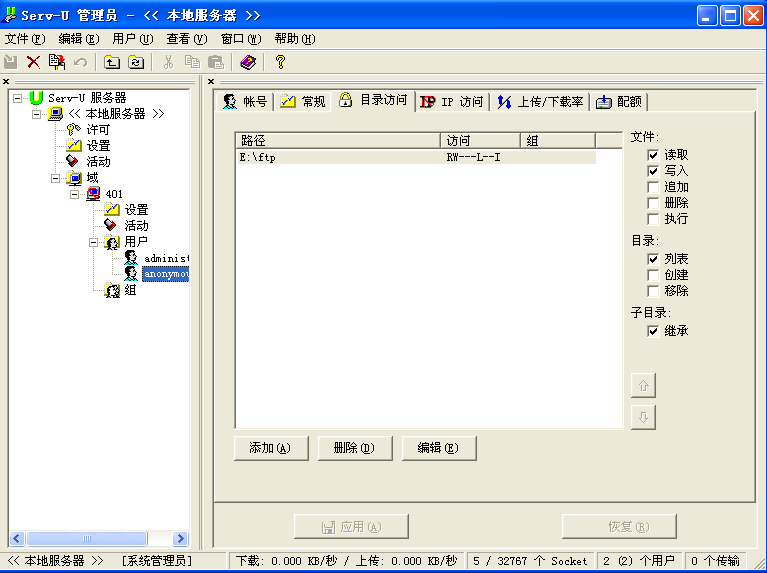 Serv-U 管理员 - << 本地服务器 >>
文件(F) 编辑(E) 用户(U) 查看(V) 窗口(W) 帮助(H)
Serv-U 服务器
<< 本地服务器 >>
许可
设置
活动
域
401
设置
活动
用户
administ
anonymou
组
帐号 常规 目录访问 IP 访问 上传/下载率 配额
路径 访问 组
E:\ftp RW---L--I
文件:
读取
写入
追加
删除
执行
目录:
列表
创建
移除
子目录:
继承
添加(A) 删除(D) 编辑(E)
应用(A) 恢复(R)
<< 本地服务器 >> [系统管理员] 下载: 0.000 KB/秒 / 上传: 0.000 KB/秒 5 / 32767 个 Socket 2 (2) 个用户 0 个传输